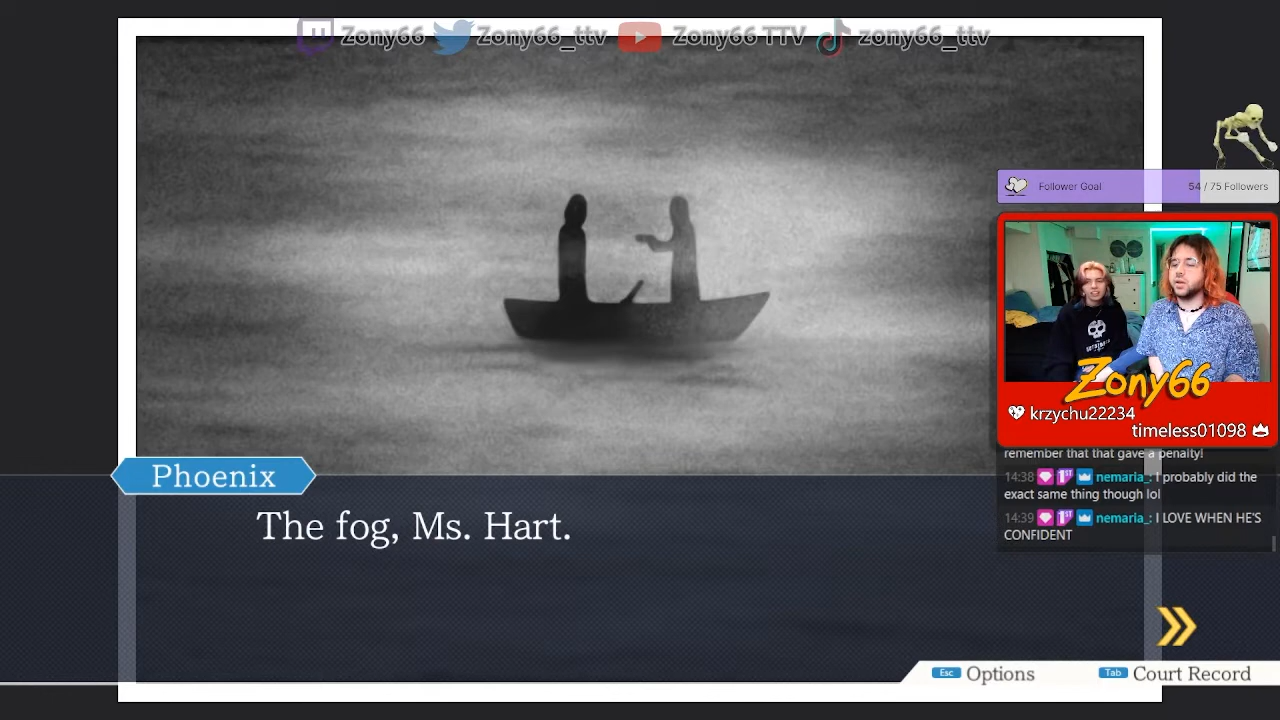 Zony66 Zony66_ttv Zony66 TTV zony66_ttv
Follower Goal 54 / 75 Followers
Zony66
krzychu22234
timeless01098
remember that that gave a penalty!
14:38 nemaria_: I probably did the
exact same thing though lol
14:39 nemaria_: I LOVE WHEN HE'S
CONFIDENT
Phoenix
The fog, Ms. Hart.
Esc Options Tab Court Record